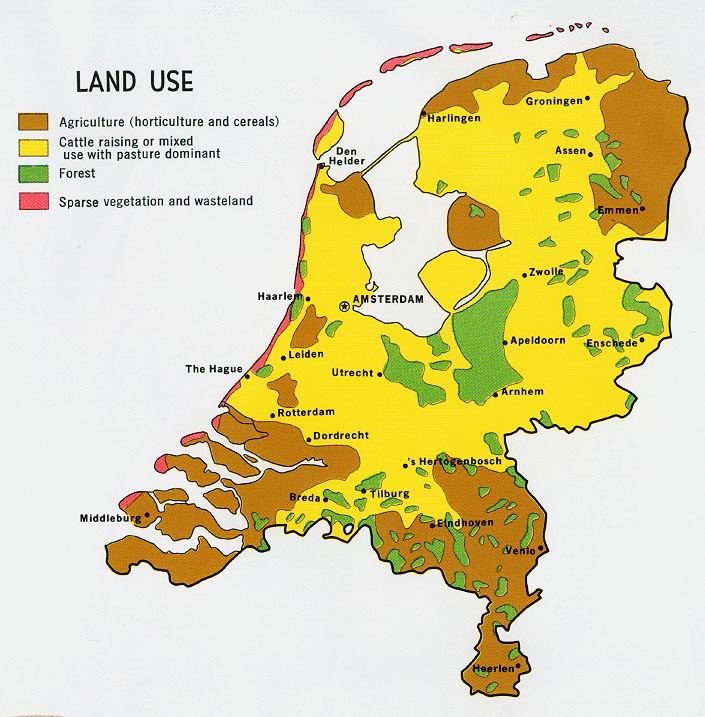 LAND USE
Agriculture (horticulture and cereals)
Cattle raising or mixed
use with pasture dominant
Forest
Sparse vegetation and wasteland
Groningen
Harlingen
Den
Helder
Assen
Emmen
Zwolle
Haarlem
AMSTERDAM
Apeldoorn
Enschede
Leiden
The Hague
Utrecht
Arnhem
Rotterdam
Dordrecht
's Hertogenbosch
Breda
Tilburg
Middleburg
Eindhoven
Venlo
Heerlen